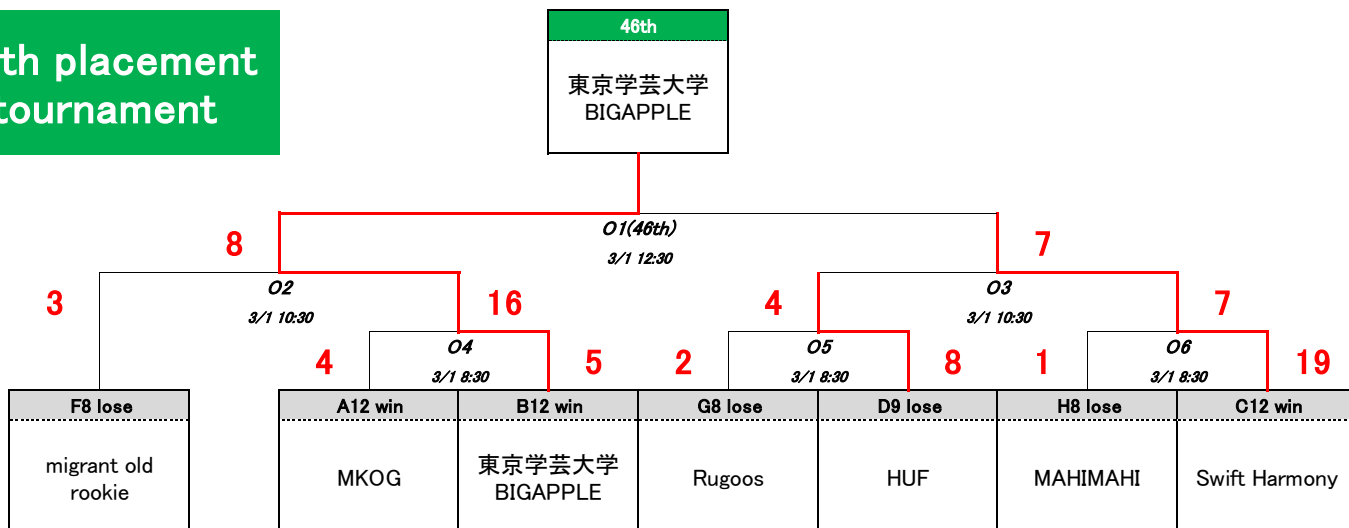 th placement
tournament
46th
東京学芸大学
BIGAPPLE
O1(46th)
3/1 12:30
8
7
O2
3/1 10:30
3
16
O3
3/1 10:30
4
7
O4
3/1 8:30
4
5
O5
3/1 8:30
2
8
O6
3/1 8:30
1
19
F8 lose
A12 win
B12 win
G8 lose
D9 lose
H8 lose
C12 win
migrant old
rookie
MKOG
東京学芸大学
BIGAPPLE
Rugoos
HUF
MAHIMAHI
Swift Harmony